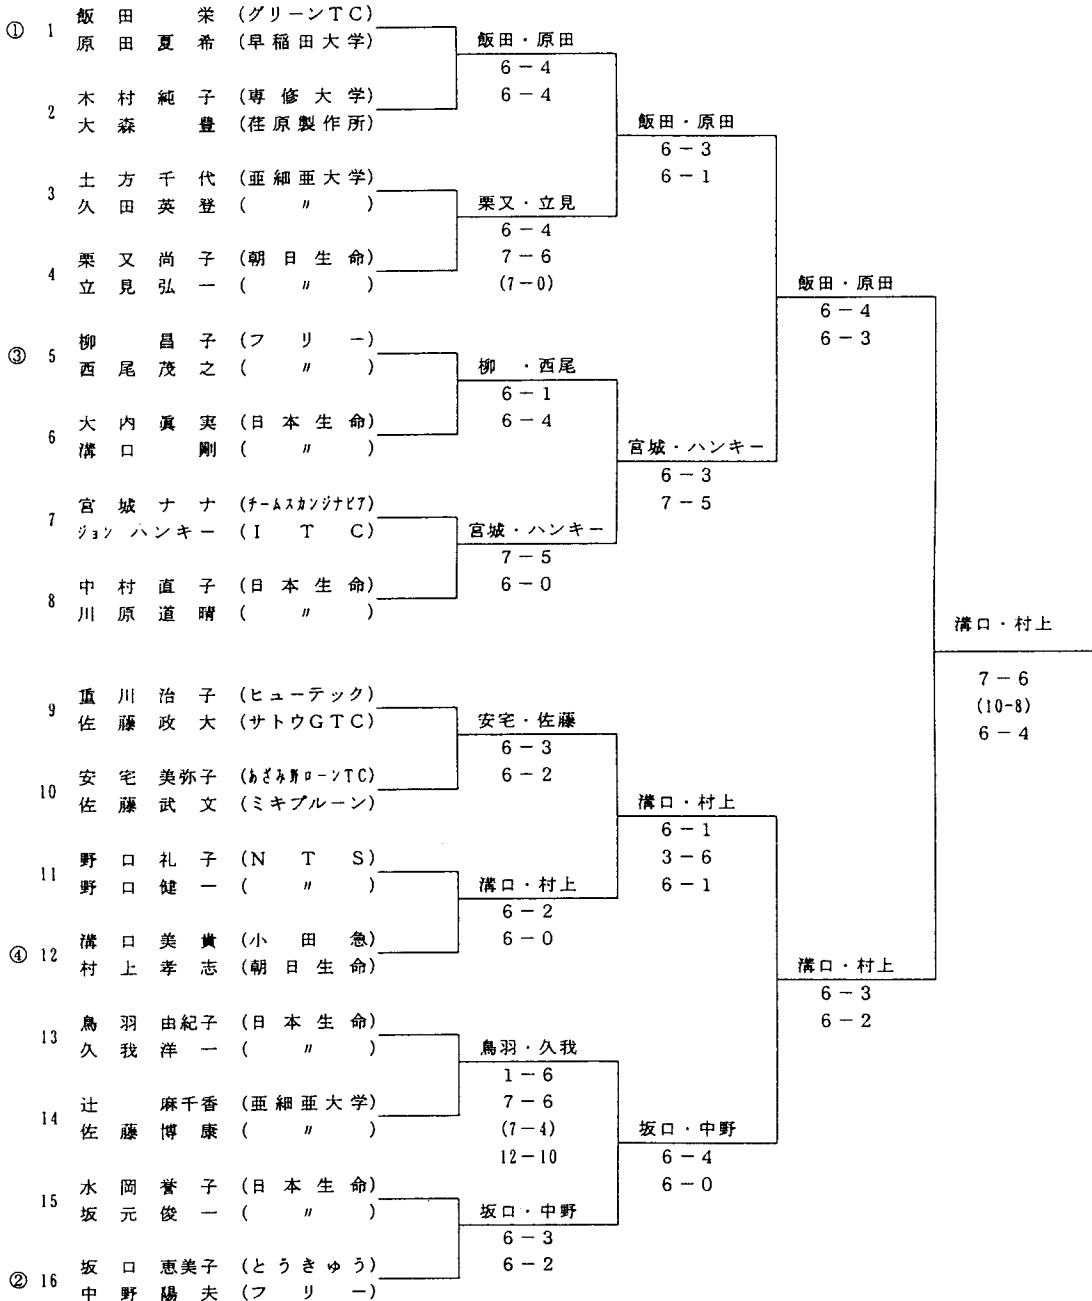 ① 1 飯田 栄 (グリーンTC)
原田夏希 (早稲田大学)
飯田・原田
6－4
6－4
2 木村純子 (専修大学)
大森 豊 (荏原製作所)
飯田・原田
6－3
6－1
3 土方千代 (亜細亜大学)
久田英登 ( 〃 )
栗又・立見
6－4
7－6
(7－0)
4 栗又尚子 (朝日生命)
立見弘一 ( 〃 )
飯田・原田
6－4
6－3
③ 5 柳 昌子 (フリー)
西尾茂之 ( 〃 )
柳 ・西尾
6－1
6－4
6 大内眞実 (日本生命)
溝口 剛 ( 〃 )
宮城・ハンキー
6－3
7－5
7 宮城ナナ (チームスカンジナビア)
ジョン ハンキー (ITC)
宮城・ハンキー
7－5
6－0
8 中村直子 (日本生命)
川原道晴 ( 〃 )
溝口・村上
7－6
(10-8)
6－4
9 重川治子 (ヒューテック)
佐藤政大 (サトウGTC)
安宅・佐藤
6－3
6－2
10 安宅美弥子 (あざみ野ローンTC)
佐藤武文 (ミキプルーン)
溝口・村上
6－1
3－6
6－1
11 野口礼子 (NTS)
野口健一 ( 〃 )
溝口・村上
6－2
6－0
④ 12 溝口美貴 (小田急)
村上孝志 (朝日生命)
溝口・村上
6－3
6－2
13 鳥羽由紀子 (日本生命)
久我洋一 ( 〃 )
鳥羽・久我
1－6
7－6
(7－4)
12－10
14 辻 麻千香 (亜細亜大学)
佐藤博康 ( 〃 )
坂口・中野
6－4
6－0
15 水岡誉子 (日本生命)
坂元俊一 ( 〃 )
坂口・中野
6－3
6－2
② 16 坂口恵美子 (とうきゅう)
中野陽夫 (フリー)